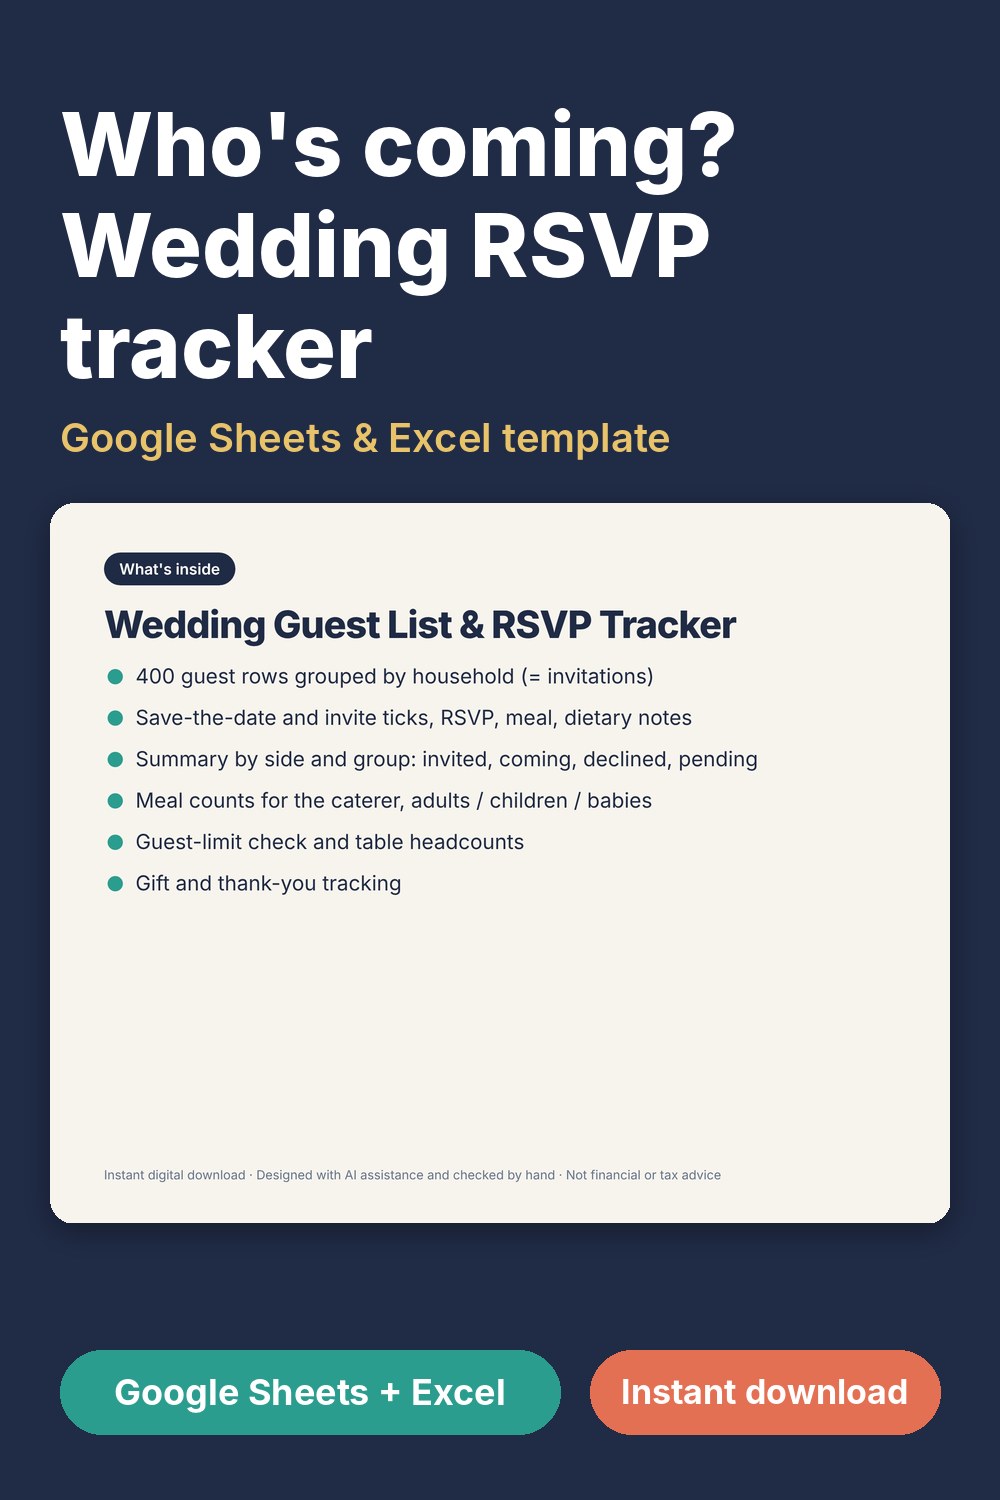 Who's coming?
Wedding RSVP
tracker
Google Sheets & Excel template
What's inside
Wedding Guest List & RSVP Tracker
400 guest rows grouped by household (= invitations)
Save-the-date and invite ticks, RSVP, meal, dietary notes
Summary by side and group: invited, coming, declined, pending
Meal counts for the caterer, adults / children / babies
Guest-limit check and table headcounts
Gift and thank-you tracking
Instant digital download · Designed with AI assistance and checked by hand · Not financial or tax advice
Google Sheets + Excel
Instant download